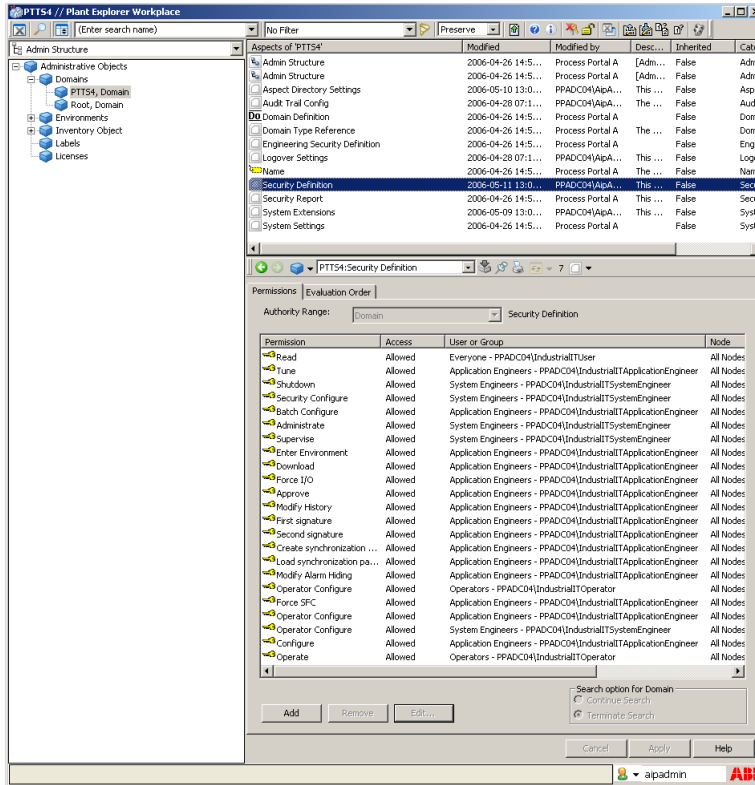 PTTS4 // Plant Explorer Workplace
(Enter search name) No Filter Preserve
Admin Structure
Administrative Objects
Domains
PTTS4, Domain
Root, Domain
Environments
Inventory Object
Labels
Licenses
Aspects of 'PTTS4' Modified Modified by Desc... Inherited Cate
Admin Structure 2006-04-26 14:5... Process Portal A [Adm... False Adm
Admin Structure 2006-04-26 14:5... Process Portal A [Adm... False Adm
Aspect Directory Settings 2006-05-10 13:0... PPADC04\AipA... This ... False Asp
Audit Trail Config 2006-04-28 07:1... PPADC04\AipA... The ... False Aud
Do Domain Definition 2006-04-26 14:5... Process Portal A False Dom
Domain Type Reference 2006-04-26 14:5... Process Portal A The ... False Dom
Engineering Security Definition 2006-04-26 14:5... Process Portal A False Eng
Logover Settings 2006-04-28 07:1... PPADC04\AipA... This ... False Log
Name 2006-04-26 14:5... Process Portal A The ... False Nam
Security Definition 2006-05-11 13:0... PPADC04\AipA... This ... False Secu
Security Report 2006-04-26 14:5... Process Portal A This ... False Secu
System Extensions 2006-05-09 13:0... PPADC04\AipA... This ... False Syst
System Settings 2006-04-26 14:5... Process Portal A False Syst
PTTS4:Security Definition 7
Permissions Evaluation Order
Authority Range: Domain Security Definition
Permission Access User or Group Node
Read Allowed Everyone - PPADC04\IndustrialITUser All Nodes
Tune Allowed Application Engineers - PPADC04\IndustrialITApplicationEngineer All Nodes
Shutdown Allowed System Engineers - PPADC04\IndustrialITSystemEngineer All Nodes
Security Configure Allowed System Engineers - PPADC04\IndustrialITSystemEngineer All Nodes
Batch Configure Allowed Application Engineers - PPADC04\IndustrialITApplicationEngineer All Nodes
Administrate Allowed System Engineers - PPADC04\IndustrialITSystemEngineer All Nodes
Supervise Allowed System Engineers - PPADC04\IndustrialITSystemEngineer All Nodes
Enter Environment Allowed Application Engineers - PPADC04\IndustrialITApplicationEngineer All Nodes
Download Allowed Application Engineers - PPADC04\IndustrialITApplicationEngineer All Nodes
Force I/O Allowed Application Engineers - PPADC04\IndustrialITApplicationEngineer All Nodes
Approve Allowed Application Engineers - PPADC04\IndustrialITApplicationEngineer All Nodes
Modify History Allowed Application Engineers - PPADC04\IndustrialITApplicationEngineer All Nodes
First signature Allowed Application Engineers - PPADC04\IndustrialITApplicationEngineer All Nodes
Second signature Allowed Application Engineers - PPADC04\IndustrialITApplicationEngineer All Nodes
Create synchronization ... Allowed Application Engineers - PPADC04\IndustrialITApplicationEngineer All Nodes
Load synchronization pa... Allowed Application Engineers - PPADC04\IndustrialITApplicationEngineer All Nodes
Modify Alarm Hiding Allowed Application Engineers - PPADC04\IndustrialITApplicationEngineer All Nodes
Operator Configure Allowed Operators - PPADC04\IndustrialITOperator All Nodes
Force SFC Allowed Application Engineers - PPADC04\IndustrialITApplicationEngineer All Nodes
Operator Configure Allowed Application Engineers - PPADC04\IndustrialITApplicationEngineer All Nodes
Operator Configure Allowed System Engineers - PPADC04\IndustrialITSystemEngineer All Nodes
Configure Allowed Application Engineers - PPADC04\IndustrialITApplicationEngineer All Nodes
Operate Allowed Operators - PPADC04\IndustrialITOperator All Nodes
Search option for Domain
Continue Search
Terminate Search
Add Remove Edit...
Cancel Apply Help
aipadmin ABB